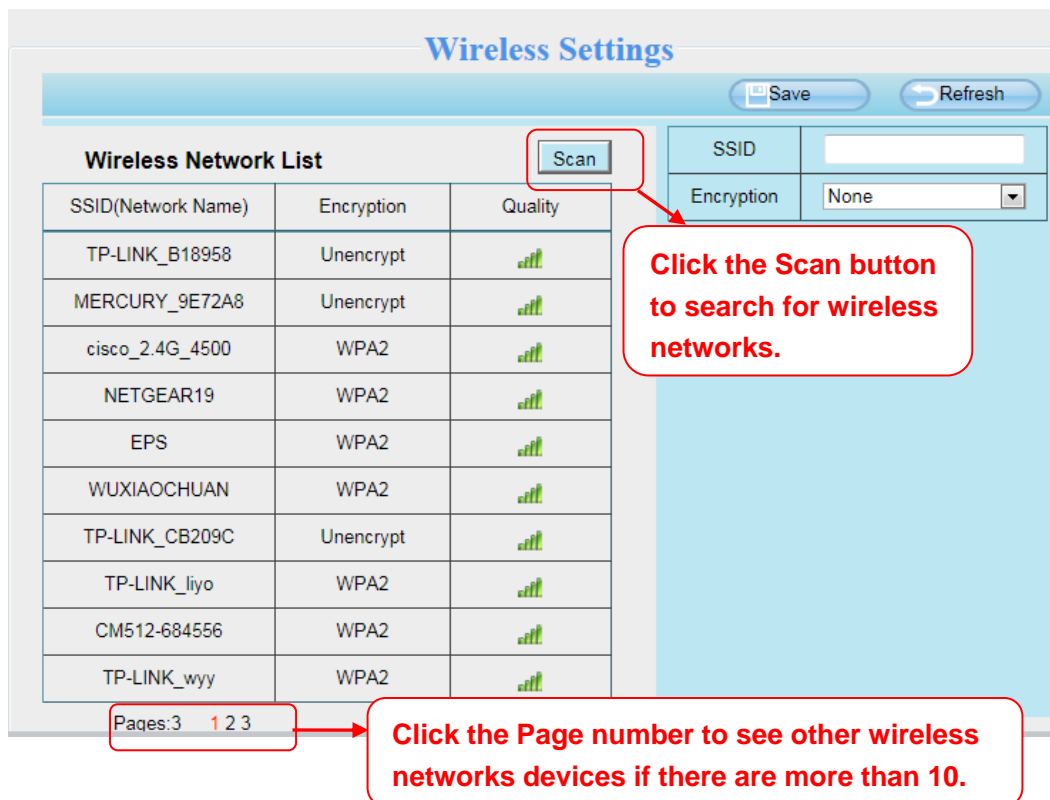 Wireless Settings
Save Refresh
Wireless Network List Scan
SSID
Encryption None
SSID(Network Name) Encryption Quality
TP-LINK_B18958 Unencrypt
MERCURY_9E72A8 Unencrypt
cisco_2.4G_4500 WPA2
NETGEAR19 WPA2
EPS WPA2
WUXIAOCHUAN WPA2
TP-LINK_CB209C Unencrypt
TP-LINK_liyo WPA2
CM512-684556 WPA2
TP-LINK_wyy WPA2
Pages:3 1 2 3
Click the Scan button
to search for wireless
networks.
Click the Page number to see other wireless
networks devices if there are more than 10.